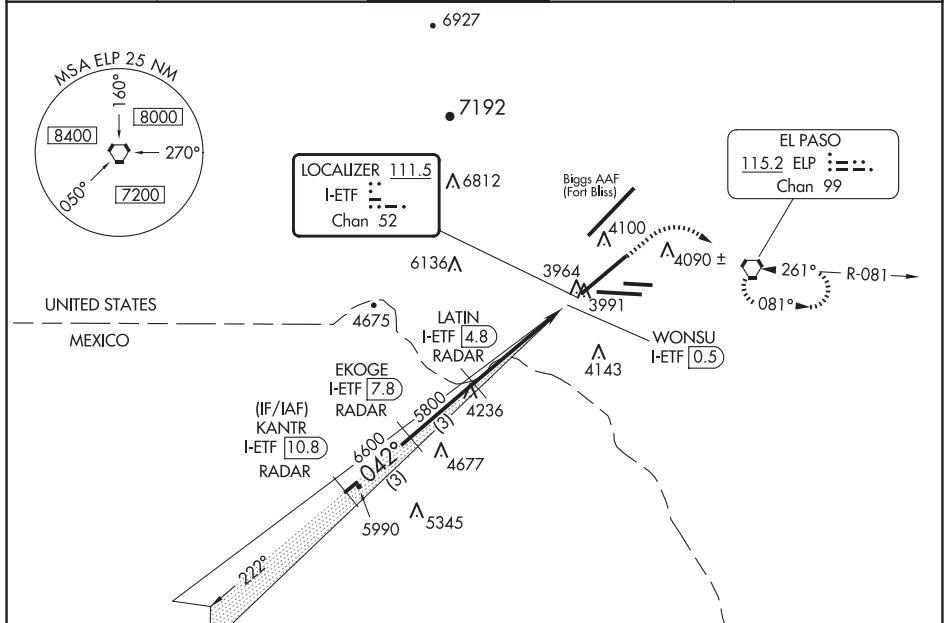 6927
MSA ELP 25 NM
160°
8000
8400
270°
050°
7200
7192
LOCALIZER 111.5
I-ETF
Chan 52
6812
Biggs AAF
(Fort Bliss)
EL PASO
115.2 ELP
Chan 99
4100
4090 ±
6136
3964
3991
261°
R-081
081°
UNITED STATES
MEXICO
4675
LATIN
I-ETF 4.8
RADAR
WONSU
I-ETF 0.5
4143
EKOGE
I-ETF 7.8
RADAR
5800
(3)
4236
(IF/IAF)
KANTR
I-ETF 10.8
RADAR
6600
042°
(3)
4677
5990
5345
222°